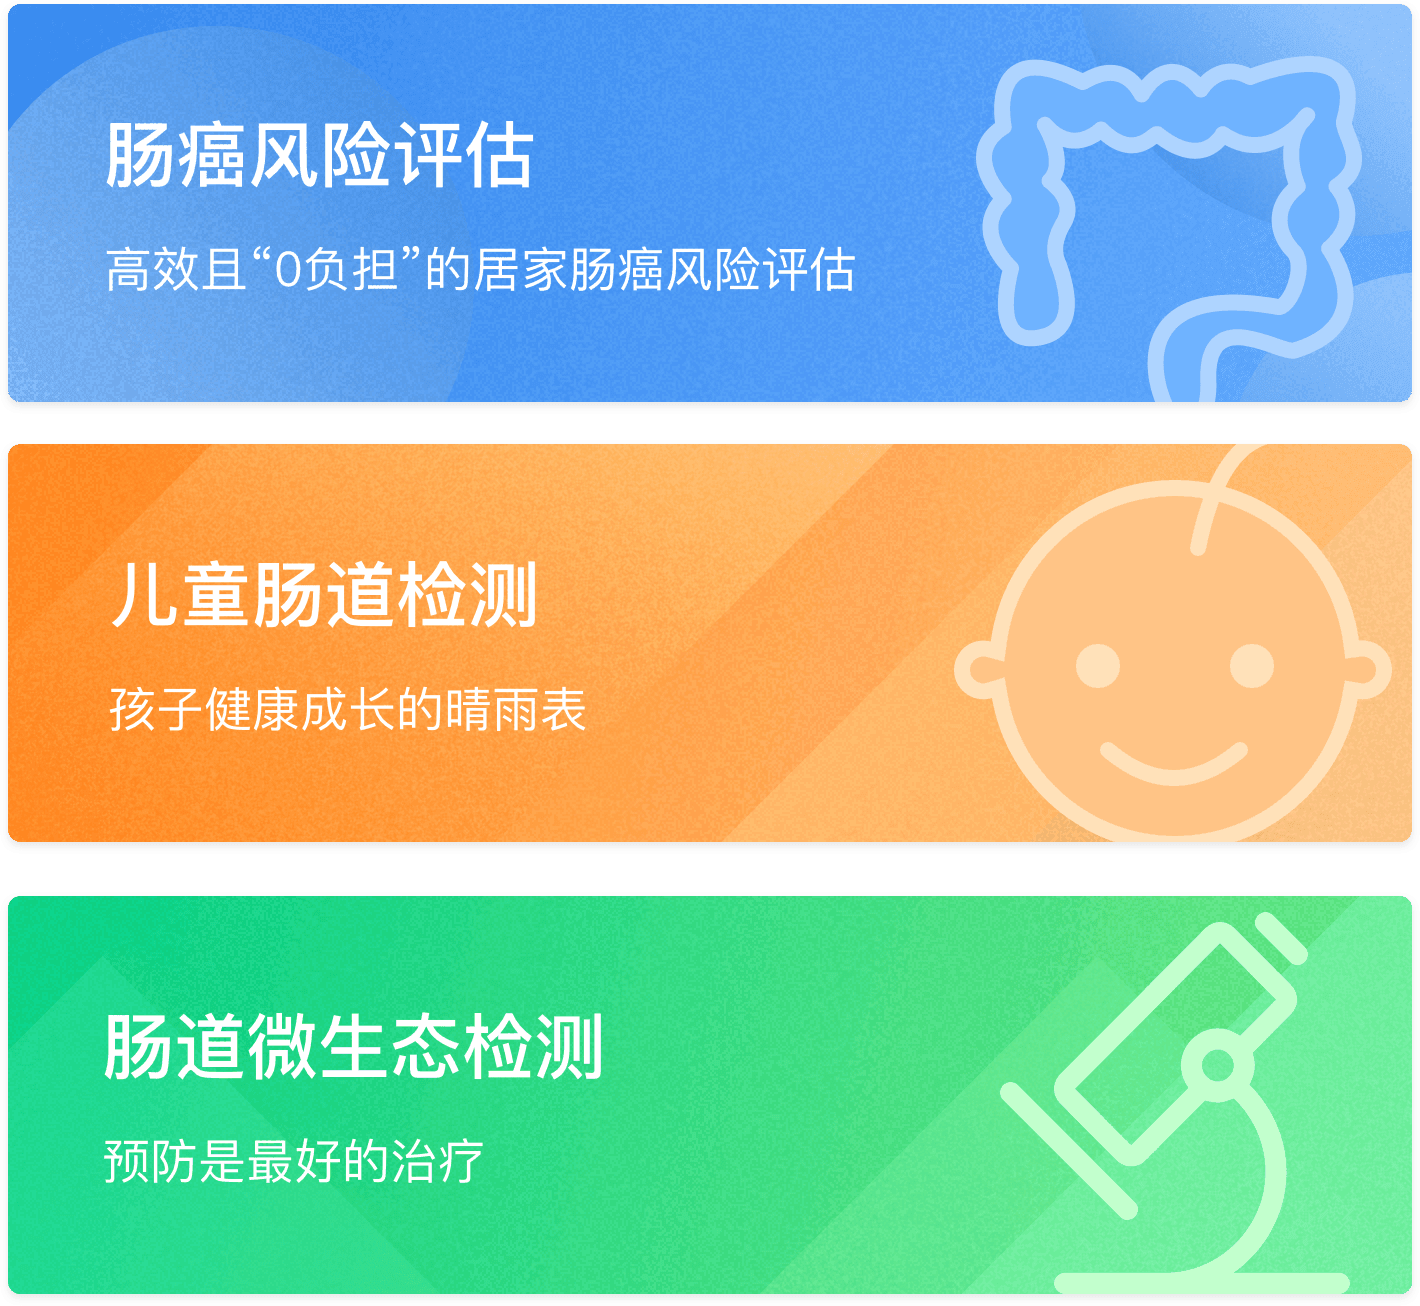 肠癌风险评估
高效且“0负担”的居家肠癌风险评估
儿童肠道检测
孩子健康成长的晴雨表
肠道微生态检测
预防是最好的治疗